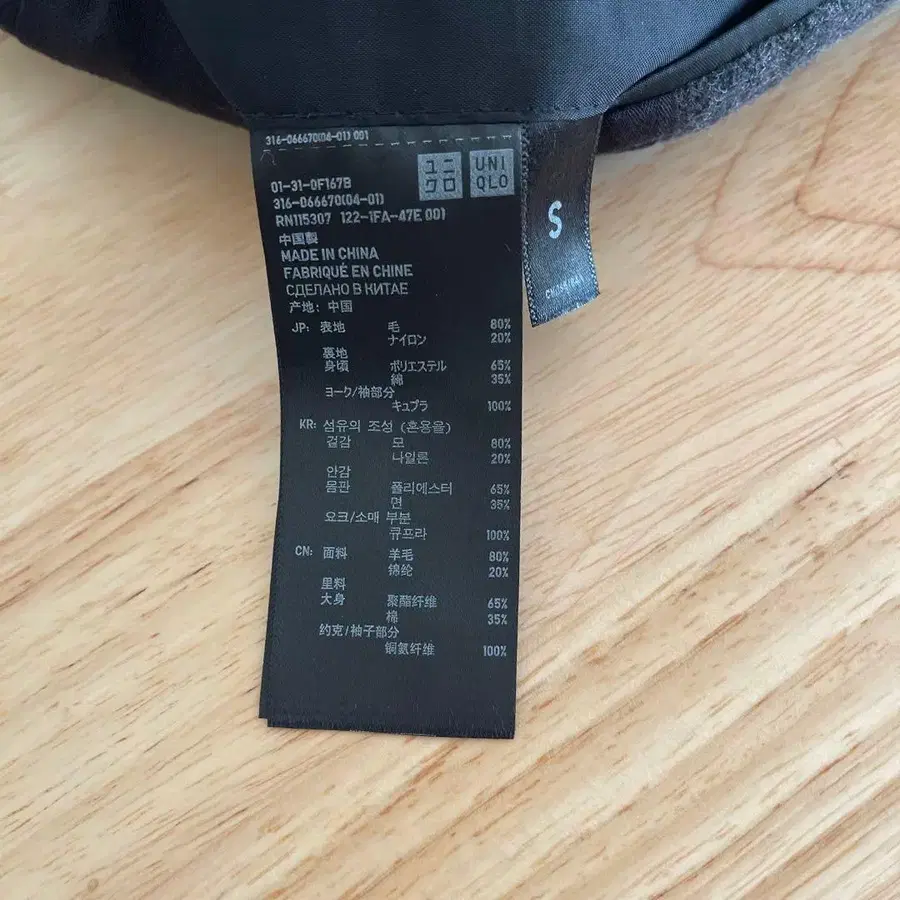 316-066670(04-01) 001
ユニ
クロ
UNI
QLO
01-31-0F167B
316-066670(04-01)
RN115307 122-1FA-47E 001
中国製
MADE IN CHINA
FABRIQUÉ EN CHINE
СДЕЛАНО В КИТАЕ
产地: 中国
JP: 表地 毛 80%
ナイロン 20%
裏地
身頃 ポリエステル 65%
綿 35%
ヨーク/袖部分
キュプラ 100%
KR: 섬유의 조성 (혼용율)
겉감 모 80%
나일론 20%
안감
몸판 폴리에스터 65%
면 35%
요크/소매 부분
큐프라 100%
CN: 面料 羊毛 80%
锦纶 20%
里料
大身 聚酯纤维 65%
棉 35%
约克/袖子部分
铜氨纤维 100%
S